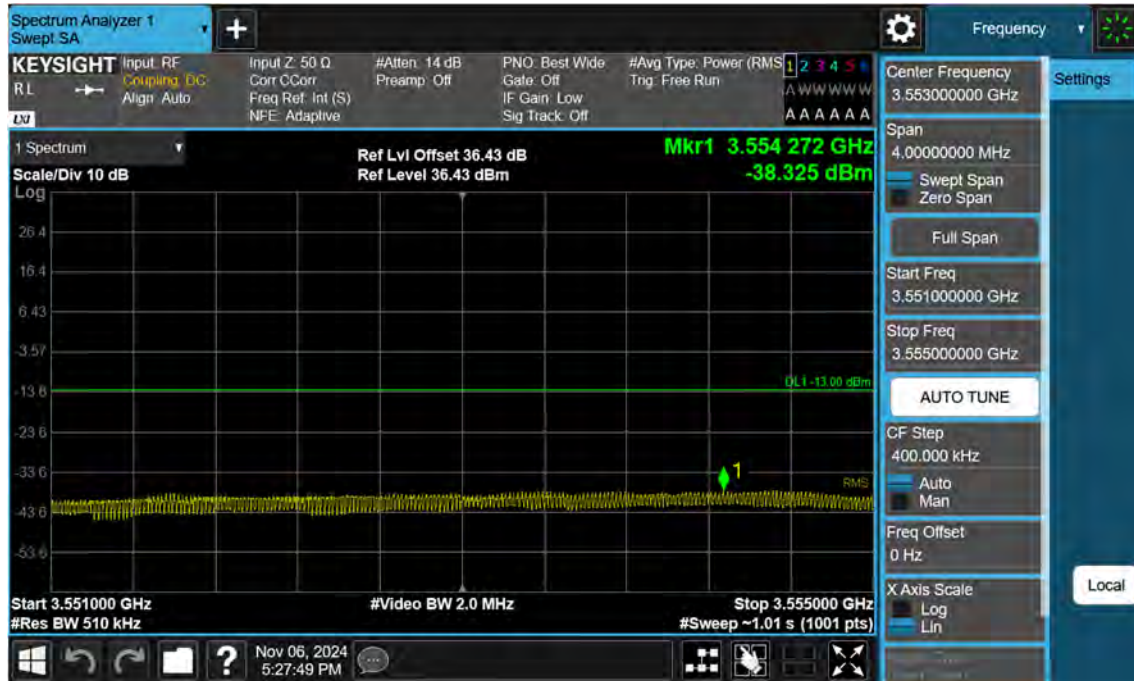 Spectrum Analyzer 1
Swept SA
+
Frequency
KEYSIGHT
Input: RF
Input Z: 50 Ω
#Atten: 14 dB
PNO: Best Wide
#Avg Type: Power (RMS
1 2 3 4 5 6
RL
Coupling: DC
Corr CCorr
Preamp: Off
Gate: Off
Trig: Free Run
A W W W W W
Align: Auto
Freq Ref: Int (S)
IF Gain: Low
LXI
NFE: Adaptive
Sig Track: Off
A A A A A A
Center Frequency
3.553000000 GHz
Settings
1 Spectrum
Ref Lvl Offset 36.43 dB
Mkr1 3.554 272 GHz
Scale/Div 10 dB
Ref Level 36.43 dBm
-38.325 dBm
Log
26.4
16.4
6.43
-3.57
-13.6
-23.6
-33.6
-43.6
-53.6
DL1 -13.00 dBm
1
RMS
Span
4.00000000 MHz
Swept Span
Zero Span
Full Span
Start Freq
3.551000000 GHz
Stop Freq
3.555000000 GHz
AUTO TUNE
CF Step
400.000 kHz
Auto
Man
Freq Offset
0 Hz
X Axis Scale
Log
Lin
Local
Start 3.551000 GHz
#Video BW 2.0 MHz
Stop 3.555000 GHz
#Res BW 510 kHz
#Sweep ~1.01 s (1001 pts)
?
Nov 06, 2024
5:27:49 PM